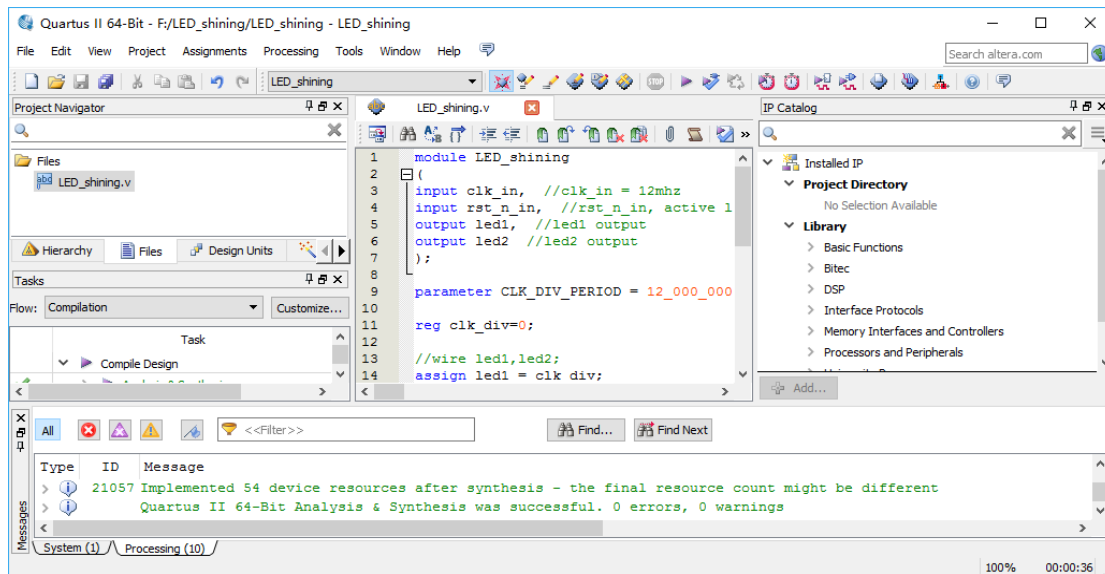 Quartus II 64-Bit - F:/LED_shining/LED_shining - LED_shining
File Edit View Project Assignments Processing Tools Window Help
Search altera.com
LED_shining
Project Navigator
Files
LED_shining.v
Hierarchy Files Design Units
Tasks
Flow: Compilation Customize...
Task
Compile Design
LED_shining.v
1 module LED_shining
2 (
3 input clk_in, //clk_in = 12mhz
4 input rst_n_in, //rst_n_in, active l
5 output led1, //led1 output
6 output led2 //led2 output
7 );
8
9 parameter CLK_DIV_PERIOD = 12_000_000
10
11 reg clk_div=0;
12
13 //wire led1,led2;
14 assign led1 = clk_div;
IP Catalog
Installed IP
Project Directory
No Selection Available
Library
Basic Functions
Bitec
DSP
Interface Protocols
Memory Interfaces and Controllers
Processors and Peripherals
Add...
All <<Filter>> Find... Find Next
Type ID Message
21057 Implemented 54 device resources after synthesis - the final resource count might be different
Quartus II 64-Bit Analysis & Synthesis was successful. 0 errors, 0 warnings
Messages
System (1) Processing (10)
100% 00:00:36